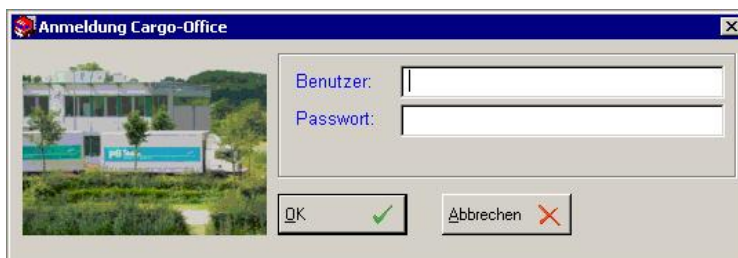 Anmeldung Cargo-Office
Benutzer:
Passwort:
OK
Abbrechen